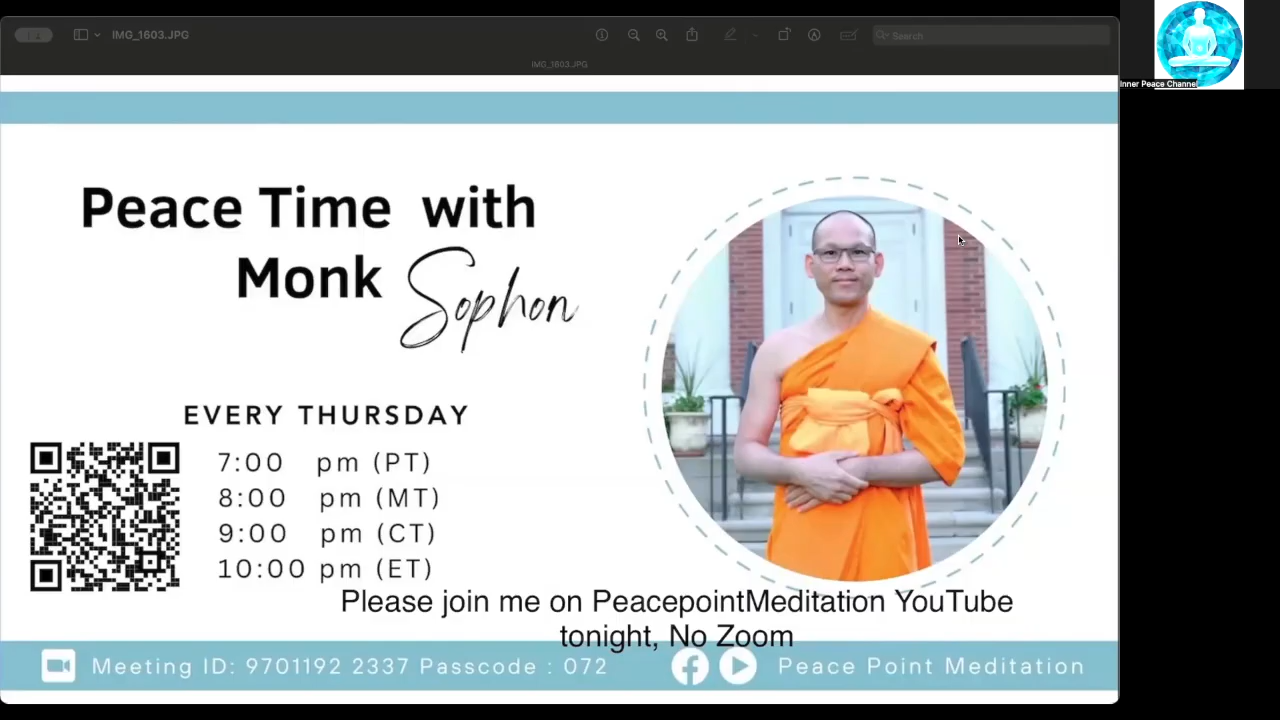 IMG_1603.JPG
Search
IMG_1603.JPG
Inner Peace Channel
Peace Time with
Monk Sophon
EVERY THURSDAY
7:00 pm (PT)
8:00 pm (MT)
9:00 pm (CT)
10:00 pm (ET)
Please join me on PeacepointMeditation YouTube
tonight, No Zoom
Meeting ID: 9701192 2337 Passcode : 072
Peace Point Meditation